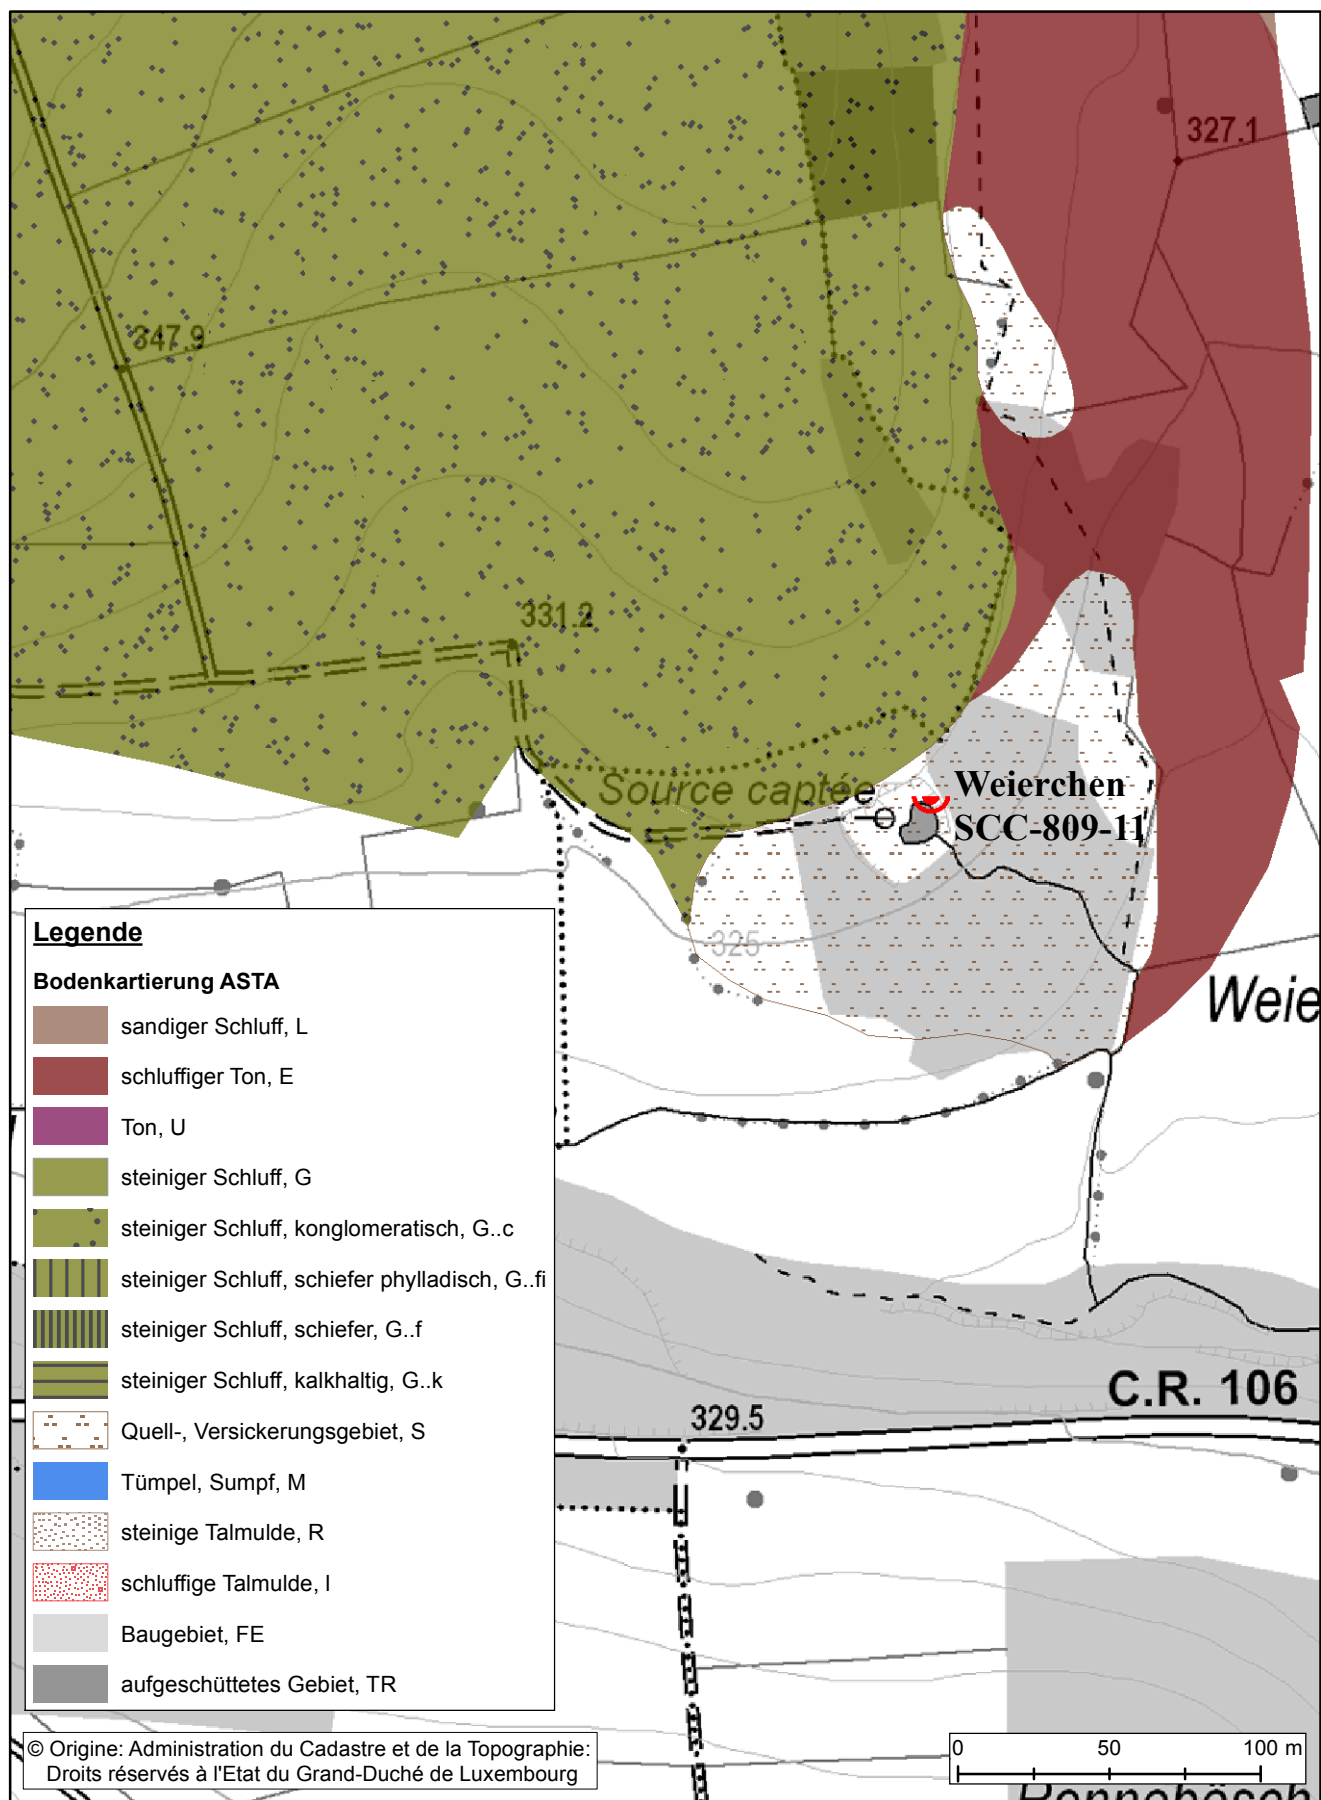 327.1
347.9
331.2
Source captée
Weierchen
SCC-809-11
325
Weie
Legende
Bodenkartierung ASTA
sandiger Schluff, L
schluffiger Ton, E
Ton, U
steiniger Schluff, G
steiniger Schluff, konglomeratisch, G..c
steiniger Schluff, schiefer phylladisch, G..fi
steiniger Schluff, schiefer, G..f
steiniger Schluff, kalkhaltig, G..k
Quell-, Versickerungsgebiet, S
Tümpel, Sumpf, M
steinige Talmulde, R
schluffige Talmulde, I
Baugebiet, FE
aufgeschüttetes Gebiet, TR
C.R. 106
329.5
© Origine: Administration du Cadastre et de la Topographie:
Droits réservés à l'Etat du Grand-Duché de Luxembourg
0 50 100 m